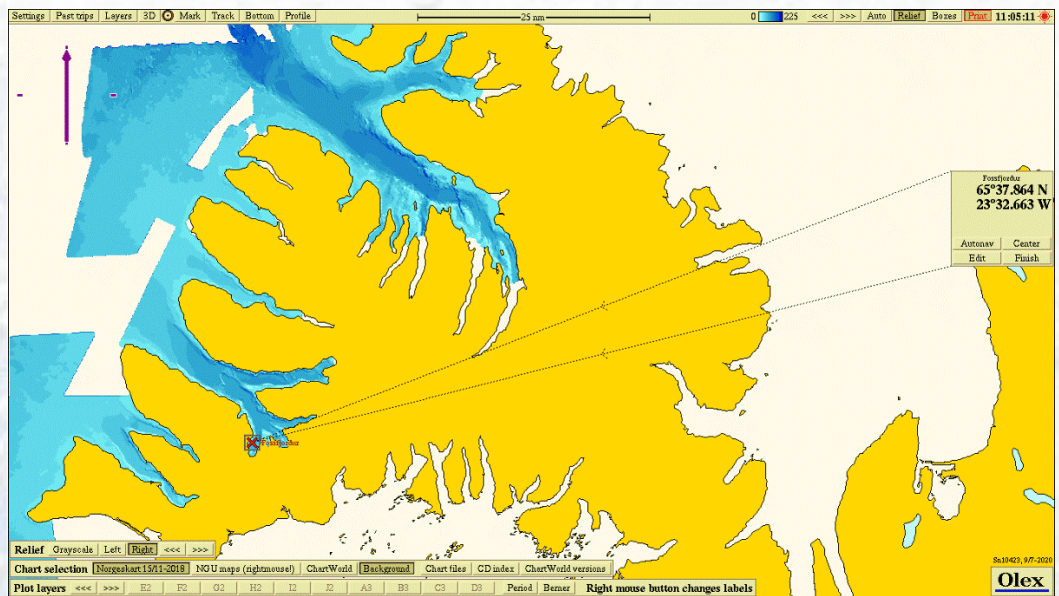 Settings Past trips Layers 3D Mark Track Bottom Profile 25 nm 0 225 <<< >>> Auto Relief Boxes Print 11:05:11
Fossfjordur
65°37.864 N
23°32.663 W
Autonav Center
Edit Finish
Fossfjordur
Relief Grayscale Left Right <<< >>>
Chart selection Norgeskart 15/11-2018 NGU maps (rightmouse!) ChartWorld Background Chart files CD index ChartWorld versions
Sn10423, 9/7-2020
Plot layers <<< >>> E2 F2 G2 H2 I2 J2 A3 B3 C3 D3 Period Berner Right mouse button changes labels
Olex